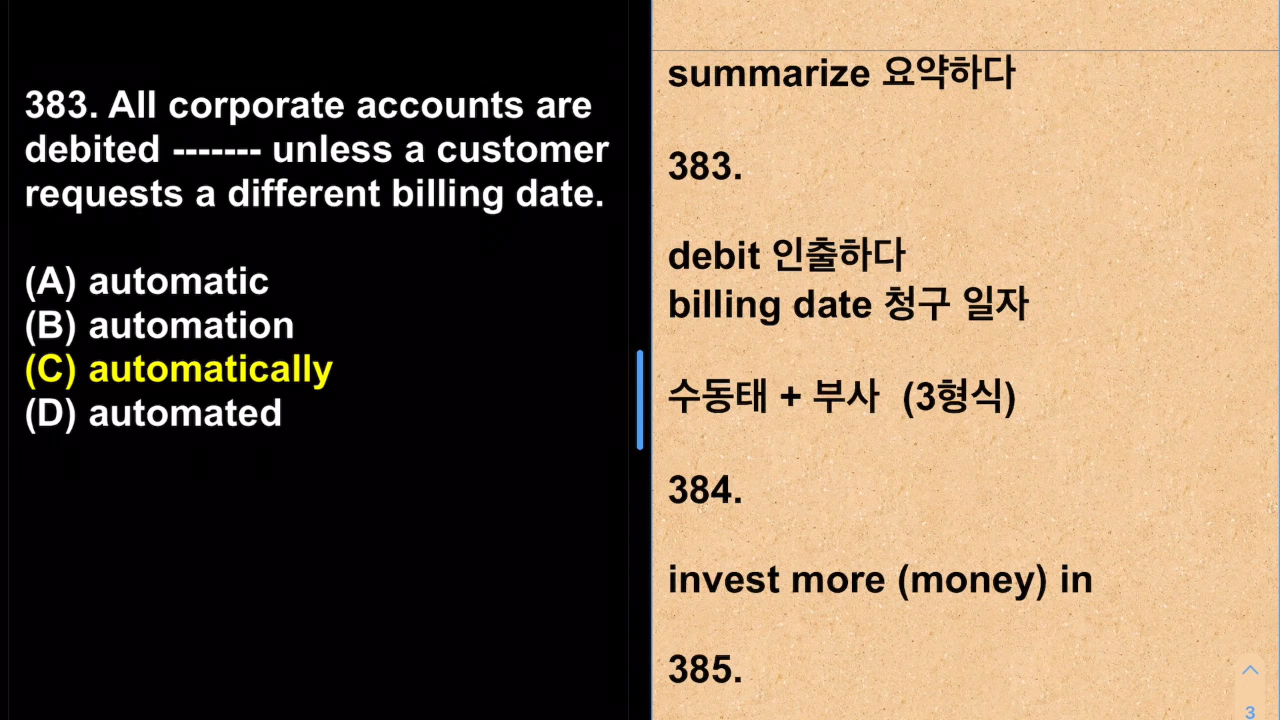 383. All corporate accounts are
debited ------- unless a customer
requests a different billing date.
(A) automatic
(B) automation
(C) automatically
(D) automated
summarize 요약하다
383.
debit 인출하다
billing date 청구 일자
수동태 + 부사 (3형식)
384.
invest more (money) in
385.
3